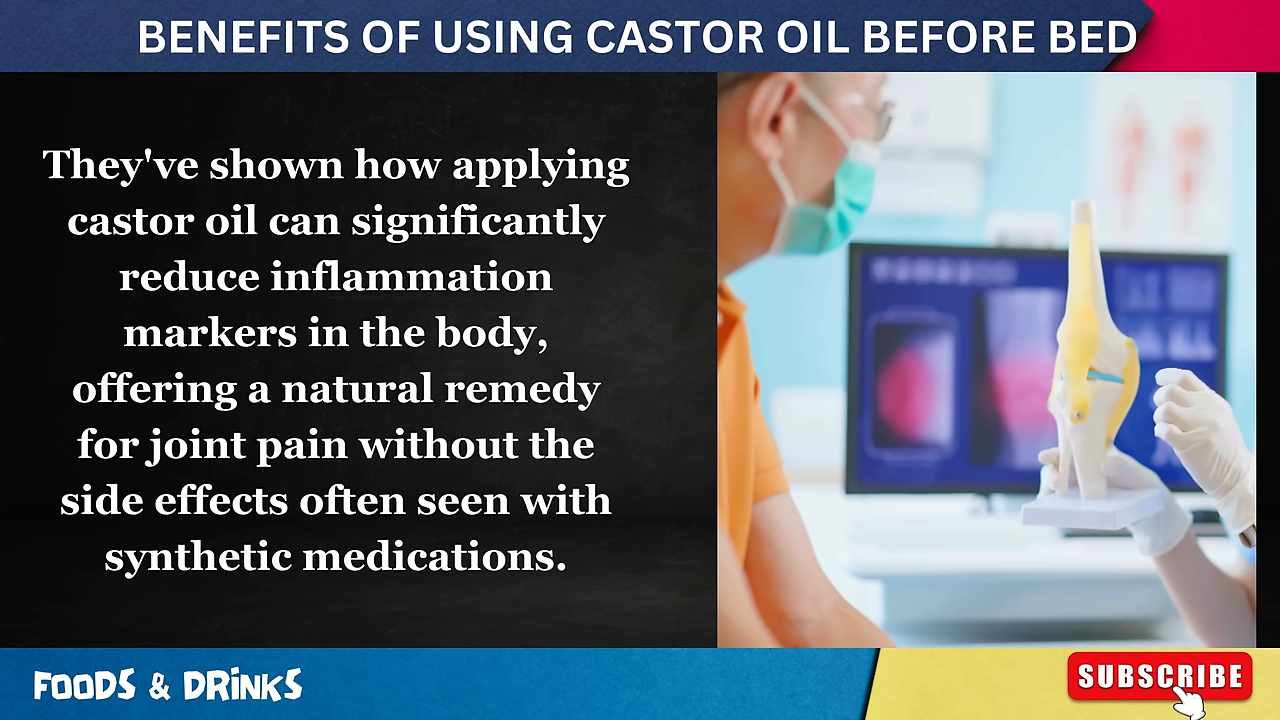 BENEFITS OF USING CASTOR OIL BEFORE BED
They've shown how applying
castor oil can significantly
reduce inflammation
markers in the body,
offering a natural remedy
for joint pain without the
side effects often seen with
synthetic medications.
FOODS & DRINKS
SUBSCRIBE